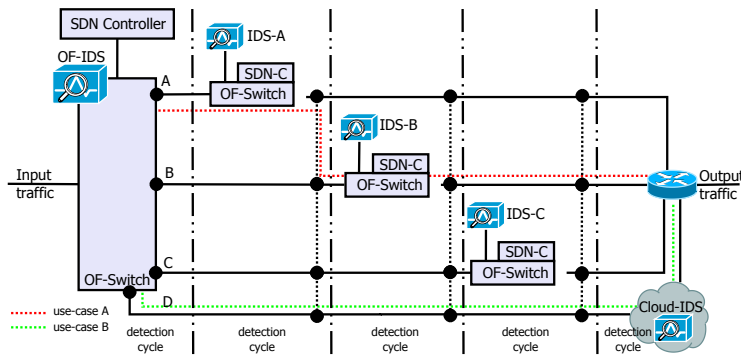 SDN Controller
OF-IDS
IDS-A
A
SDN-C
OF-Switch
IDS-B
Input
traffic
B
SDN-C
OF-Switch
Output
traffic
IDS-C
C
SDN-C
OF-Switch
OF-Switch
D
use-case A
use-case B
Cloud-IDS
detection
cycle
detection
cycle
detection
cycle
detection
cycle
detection
cycle